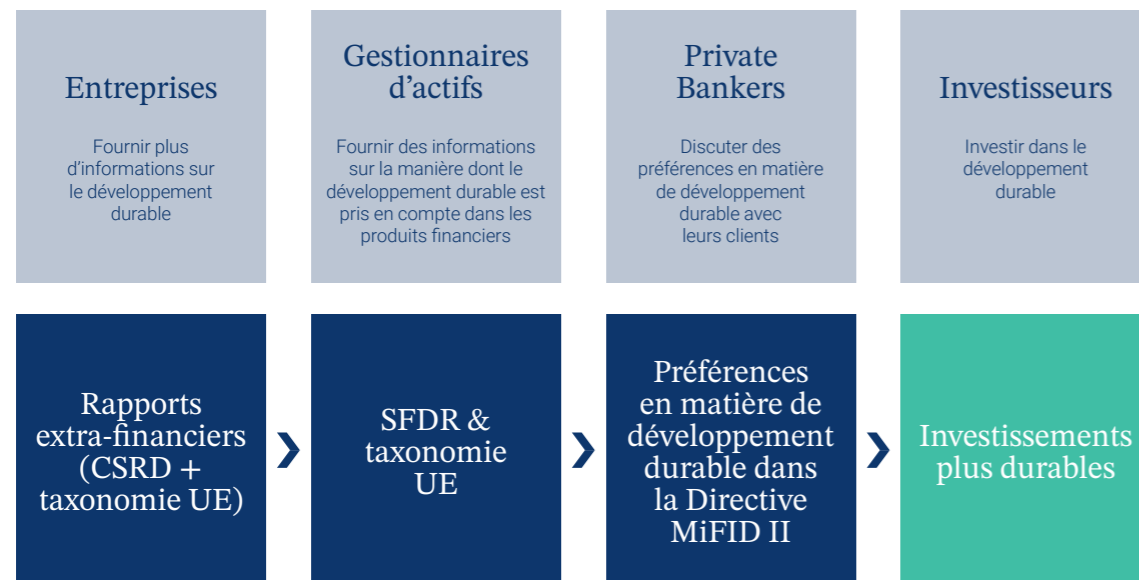 Entreprises
Fournir plus
d’informations sur
le développement
durable
Gestionnaires
d’actifs
Fournir des informations
sur la manière dont le
développement durable est
pris en compte dans les
produits financiers
Private
Bankers
Discuter des
préférences en matière
de développement
durable avec
leurs clients
Investisseurs
Investir dans le
développement
durable
Rapports
extra-financiers
(CSRD +
taxonomie UE)
SFDR &
taxonomie
UE
Préférences
en matière de
développement
durable dans
la Directive
MiFID II
Investissements
plus durables